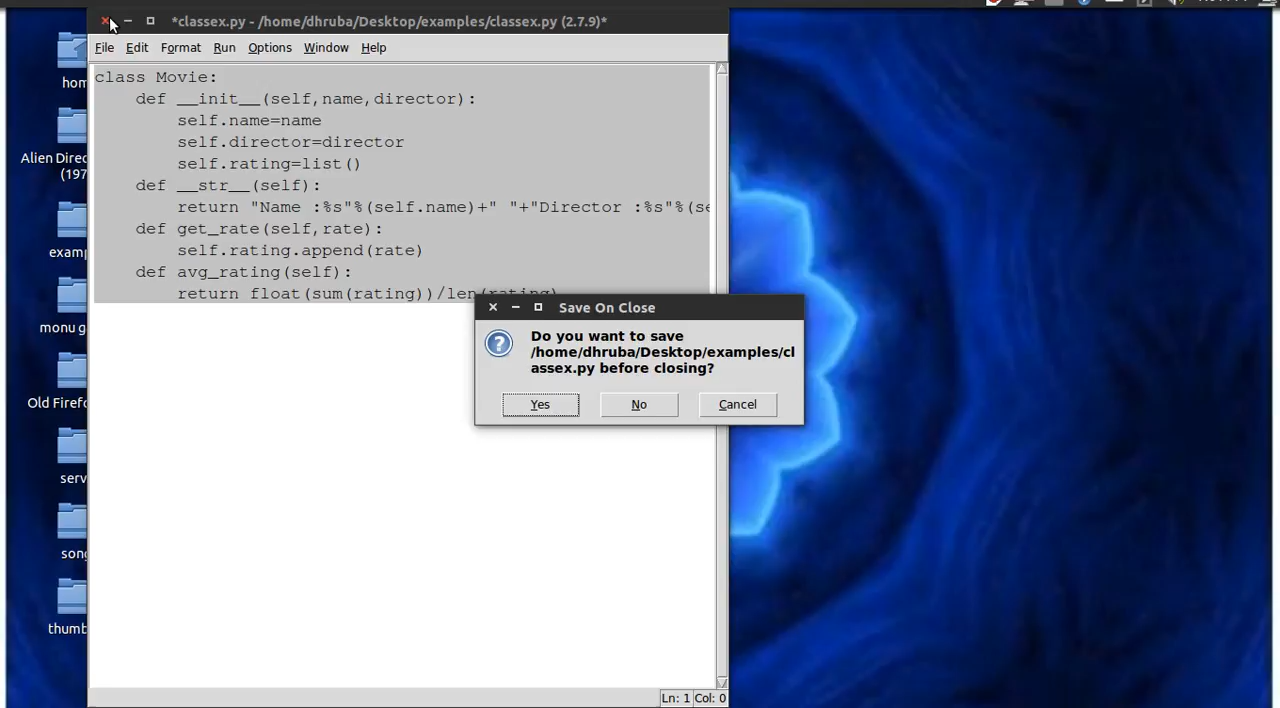 *classex.py - /home/dhruba/Desktop/examples/classex.py (2.7.9)*
File Edit Format Run Options Window Help
class Movie:
    def __init__(self,name,director):
        self.name=name
        self.director=director
        self.rating=list()
    def __str__(self):
        return "Name :%s"%(self.name)+" "+"Director :%s"%(se
    def get_rate(self,rate):
        self.rating.append(rate)
    def avg_rating(self):
        return float(sum(rating))/len(rating)
Save On Close
Do you want to save
/home/dhruba/Desktop/examples/cl
assex.py before closing?
Yes No Cancel
Ln: 1 Col: 0
hom
Alien Direc
(197
examp
monu ga
Old Firefo
serv
song
thumb